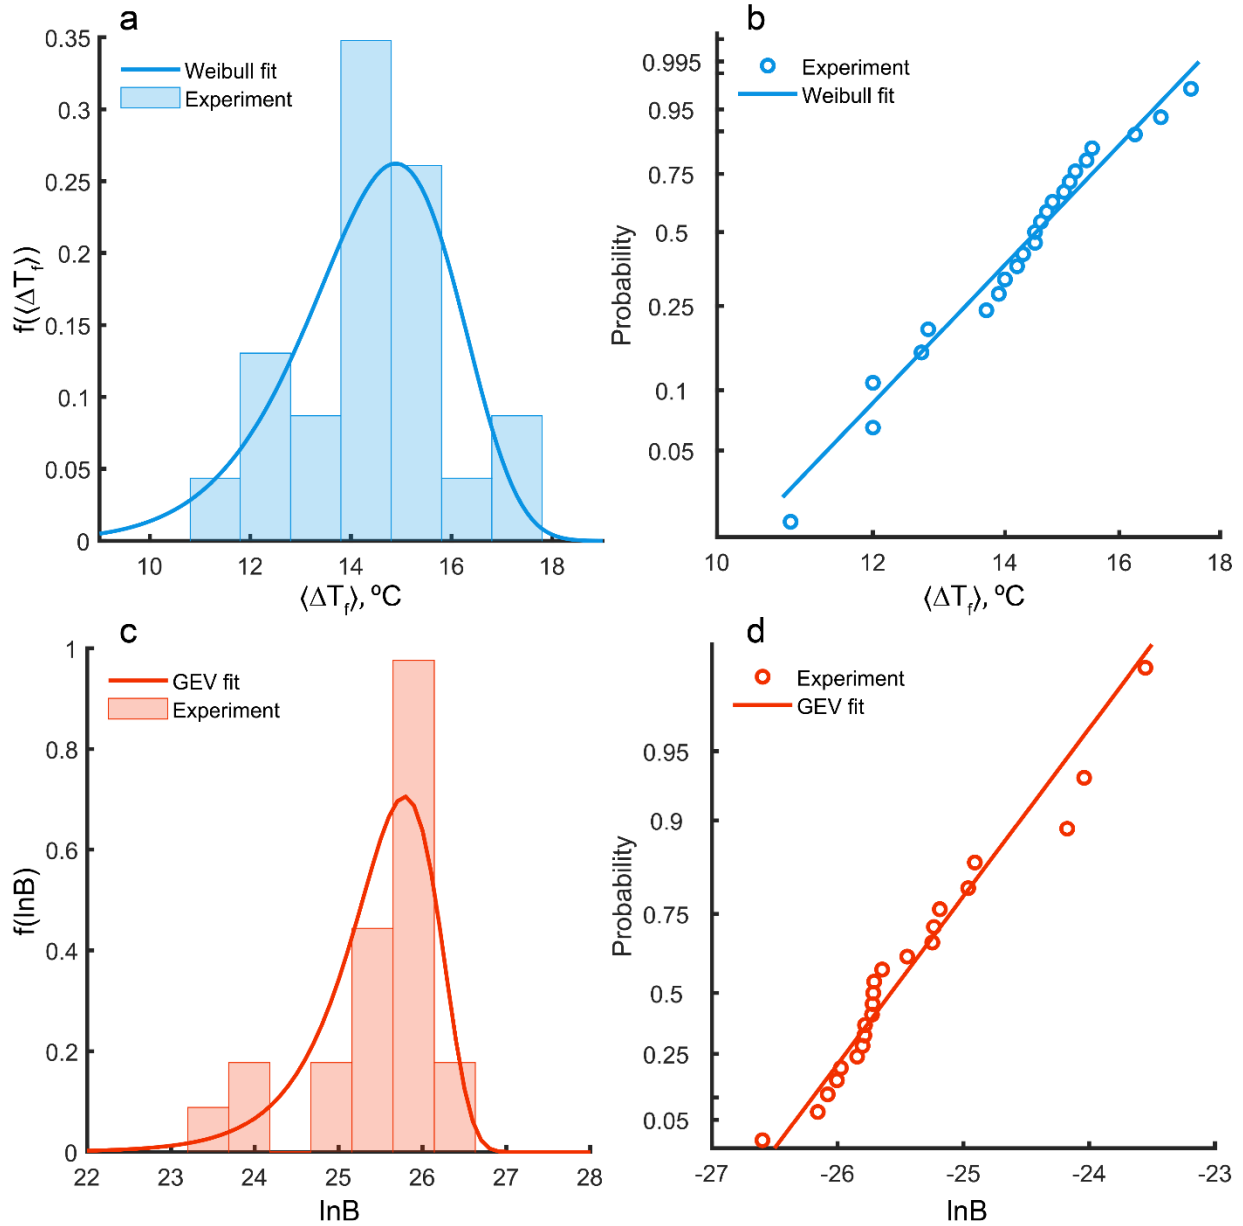 a
0.35
0.3
0.25
0.2
0.15
0.1
0.05
0
f(⟨ΔT_f⟩)
Weibull fit
Experiment
10
12
14
16
18
⟨ΔT_f⟩, ºC
b
0.995
0.95
0.75
0.5
0.25
0.1
0.05
Probability
Experiment
Weibull fit
10
12
14
16
18
⟨ΔT_f⟩, ºC
c
1
0.8
0.6
0.4
0.2
0
f(lnB)
GEV fit
Experiment
22
23
24
25
26
27
28
lnB
d
0.95
0.9
0.75
0.5
0.25
0.05
Probability
Experiment
GEV fit
-27
-26
-25
-24
-23
lnB